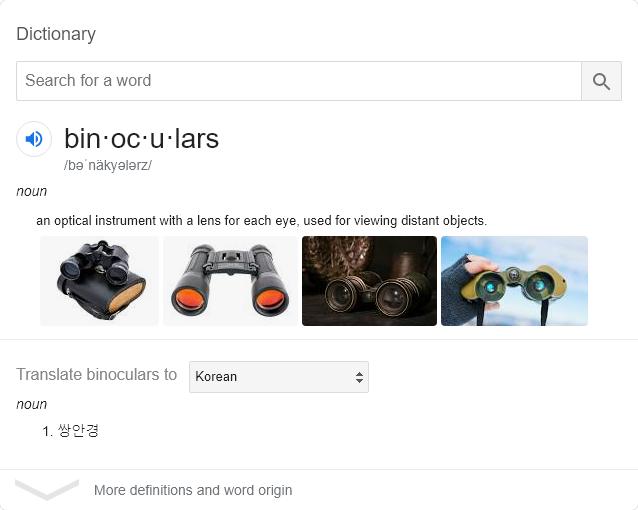 Dictionary
Search for a word
bin·oc·u·lars
/bəˈnäkyələrz/
noun
an optical instrument with a lens for each eye, used for viewing distant objects.
Translate binoculars to Korean
noun
1. 쌍안경
More definitions and word origin